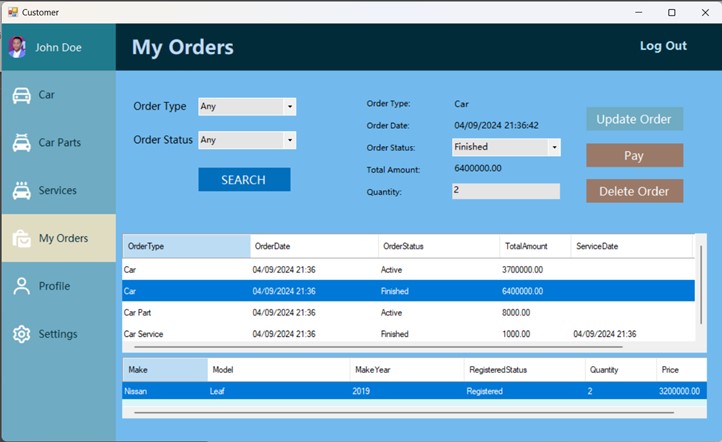 Customer
John Doe
My Orders
Log Out
Car
Car Parts
Services
My Orders
Profile
Settings
Order Type Any
Order Status Any
SEARCH
Order Type: Car
Order Date: 04/09/2024 21:36:42
Order Status: Finished
Total Amount: 6400000.00
Quantity: 2
Update Order
Pay
Delete Order
OrderType OrderDate OrderStatus TotalAmount ServiceDate
Car 04/09/2024 21:36 Active 3700000.00
Car 04/09/2024 21:36 Finished 6400000.00
Car Part 04/09/2024 21:36 Active 8000.00
Car Service 04/09/2024 21:36 Finished 1000.00 04/09/2024 21:36
Make Model MakeYear RegisteredStatus Quantity Price
Nissan Leaf 2019 Registered 2 3200000.00